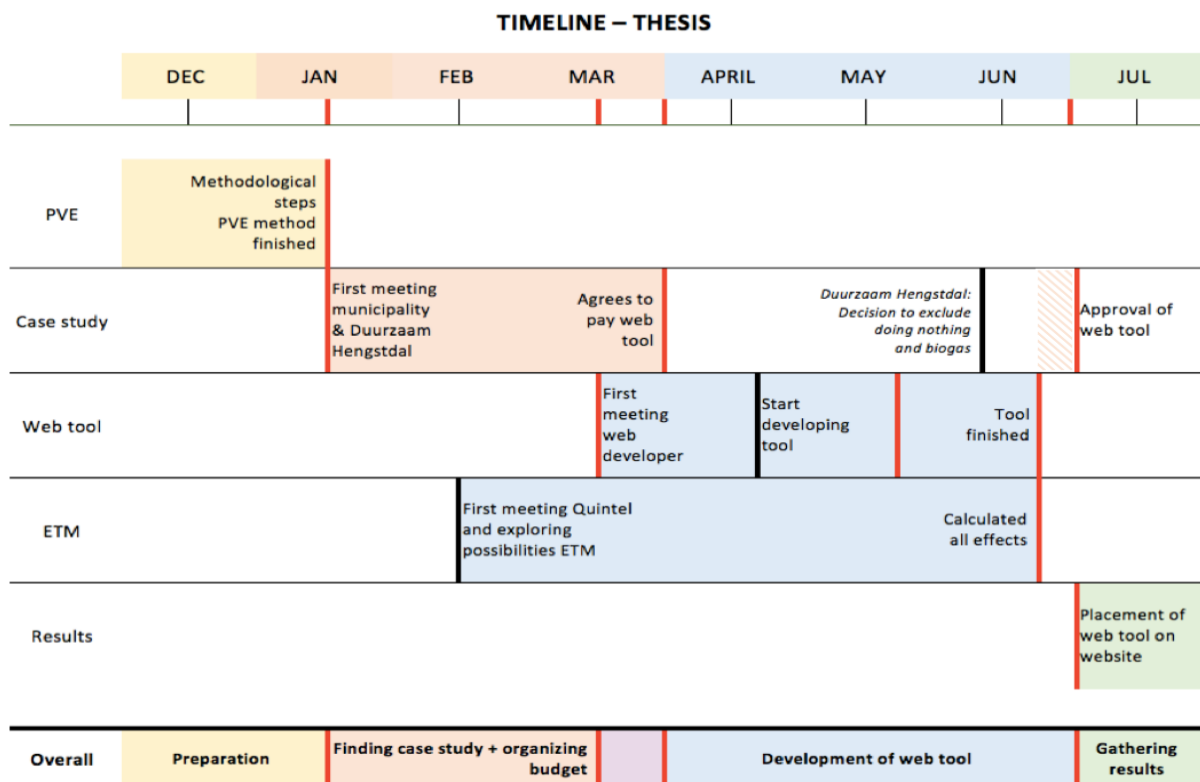 TIMELINE – THESIS
DEC JAN FEB MAR APRIL MAY JUN JUL
PVE
Methodological
steps
PVE method
finished
Case study
First meeting
municipality
& Duurzaam
Hengstdal
Agrees to
pay web
tool
Duurzaam Hengstdal:
Decision to exclude
doing nothing
and biogas
Approval of
web tool
Web tool
First
meeting
web
developer
Start
developing
tool
Tool
finished
ETM
First meeting Quintel
and exploring
possibilities ETM
Calculated
all effects
Results
Placement of
web tool on
website
Overall
Preparation
Finding case study + organizing
budget
Development of web tool
Gathering
results